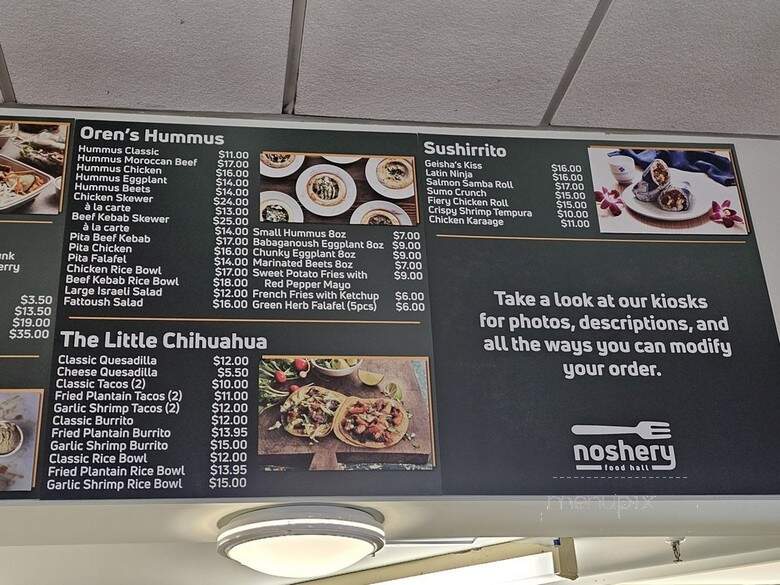 nk
erry
$3.50
$13.50
$19.00
$35.00
Oren's Hummus
Hummus Classic $11.00
Hummus Moroccan Beef $17.00
Hummus Chicken $16.00
Hummus Eggplant $14.00
Hummus Beets $14.00
Chicken Skewer $24.00
à la carte $13.00
Beef Kebab Skewer $25.00
à la carte $14.00
Pita Beef Kebab $17.00
Pita Chicken $16.00
Pita Falafel $14.00
Chicken Rice Bowl $17.00
Beef Kebab Rice Bowl $18.00
Large Israeli Salad $12.00
Fattoush Salad $16.00
Small Hummus 8oz $7.00
Babaganoush Eggplant 8oz $9.00
Chunky Eggplant 8oz $9.00
Marinated Beets 8oz $7.00
Sweet Potato Fries with $9.00
Red Pepper Mayo
French Fries with Ketchup $6.00
Green Herb Falafel (5pcs) $6.00
The Little Chihuahua
Classic Quesadilla $12.00
Cheese Quesadilla $5.50
Classic Tacos (2) $10.00
Fried Plantain Tacos (2) $11.00
Garlic Shrimp Tacos (2) $12.00
Classic Burrito $12.00
Fried Plantain Burrito $13.95
Garlic Shrimp Burrito $15.00
Classic Rice Bowl $12.00
Fried Plantain Rice Bowl $13.95
Garlic Shrimp Rice Bowl $15.00
Sushirrito
Geisha's Kiss $16.00
Latin Ninja $16.00
Salmon Samba Roll $17.00
Sumo Crunch $15.00
Fiery Chicken Roll $15.00
Crispy Shrimp Tempura $10.00
Chicken Karaage $11.00
Take a look at our kiosks
for photos, descriptions, and
all the ways you can modify
your order.
noshery
food hall
menupix